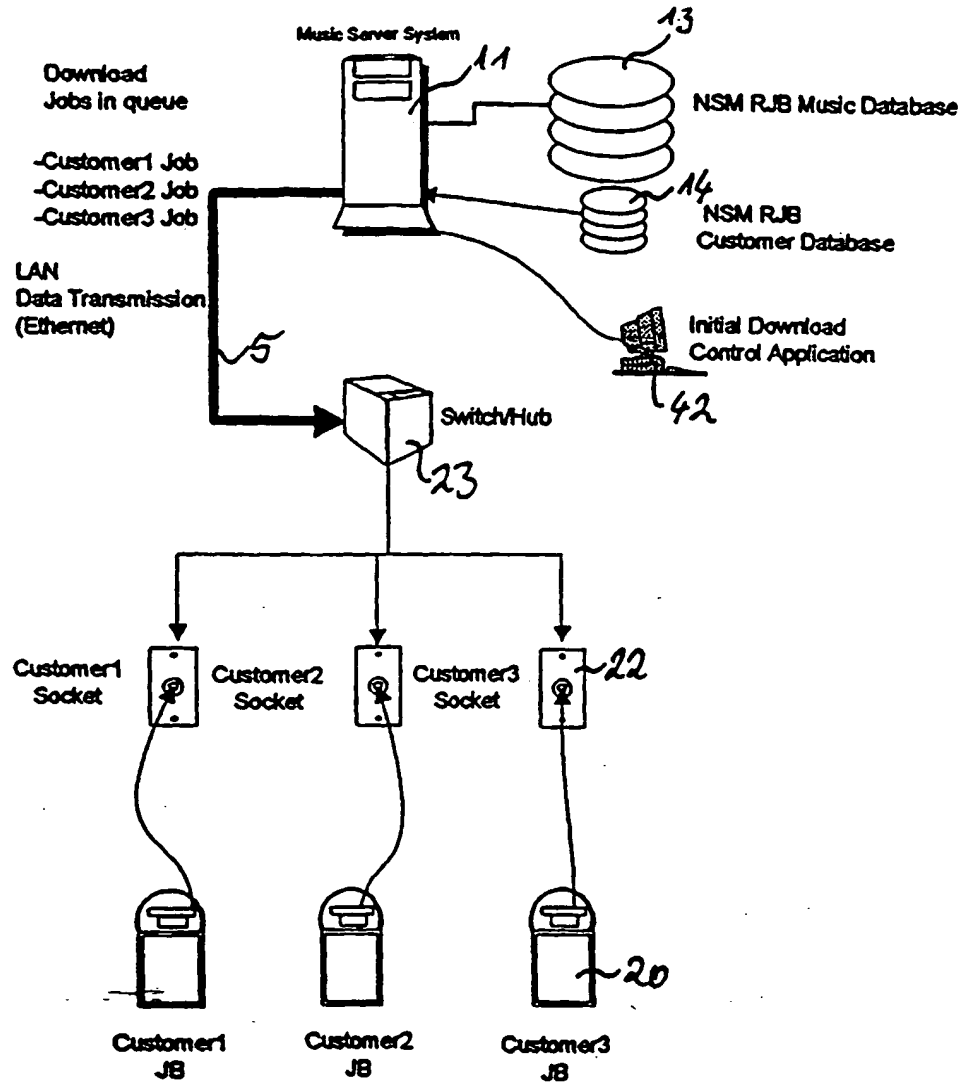 Music Server System
11
13
Download
Jobs in queue
NSM RJB Music Database
-Customer1 Job
-Customer2 Job
-Customer3 Job
14
NSM RJB
Customer Database
LAN
Data Transmission
(Ethernet)
5
Initial Download
Control Application
42
Switch/Hub
23
Customer1
Socket
Customer2
Socket
Customer3
Socket
22
20
Customer1
JB
Customer2
JB
Customer3
JB